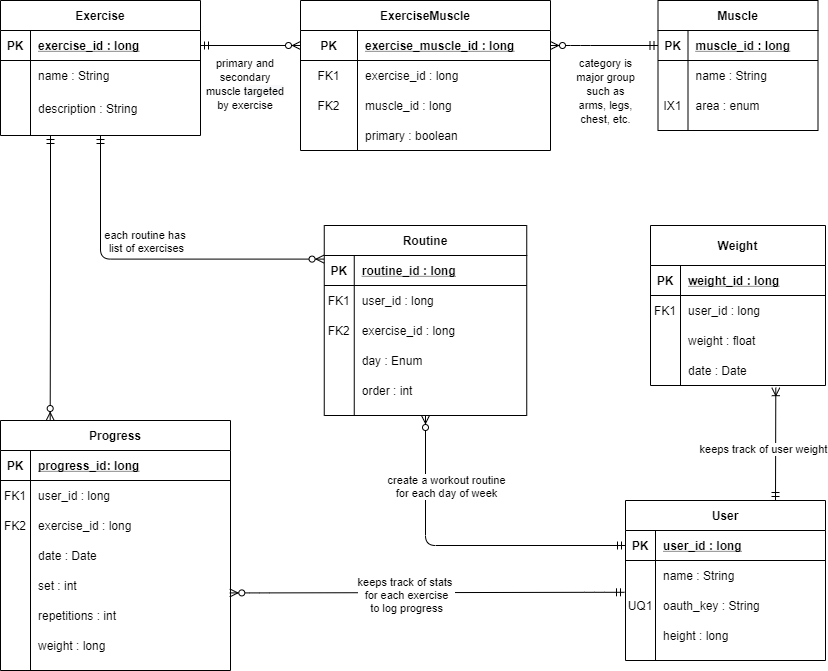 Exercise
PK exercise_id : long
name : String
description : String
primary and
secondary
muscle targeted
by exercise
ExerciseMuscle
PK exercise_muscle_id : long
FK1 exercise_id : long
FK2 muscle_id : long
primary : boolean
category is
major group
such as
arms, legs,
chest, etc.
Muscle
PK muscle_id : long
name : String
IX1 area : enum
each routine has
list of exercises
Routine
PK routine_id : long
FK1 user_id : long
FK2 exercise_id : long
day : Enum
order : int
Weight
PK weight_id : long
FK1 user_id : long
weight : float
date : Date
keeps track of user weight
create a workout routine
for each day of week
Progress
PK progress_id: long
FK1 user_id : long
FK2 exercise_id : long
date : Date
set : int
repetitions : int
weight : long
keeps track of stats
for each exercise
to log progress
User
PK user_id : long
name : String
UQ1 oauth_key : String
height : long